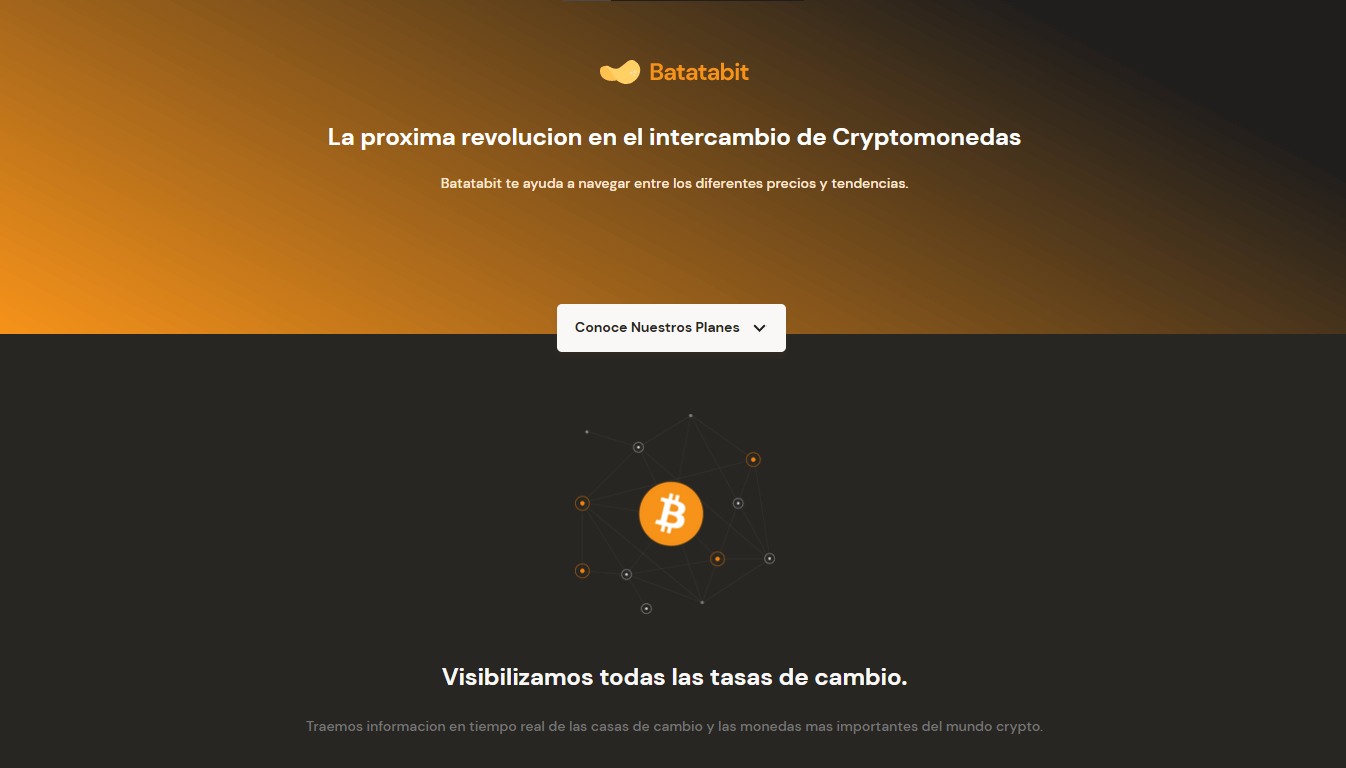 Batatabit
La proxima revolucion en el intercambio de Cryptomonedas
Batatabit te ayuda a navegar entre los diferentes precios y tendencias.
Conoce Nuestros Planes
Visibilizamos todas las tasas de cambio.
Traemos informacion en tiempo real de las casas de cambio y las monedas mas importantes del mundo crypto.